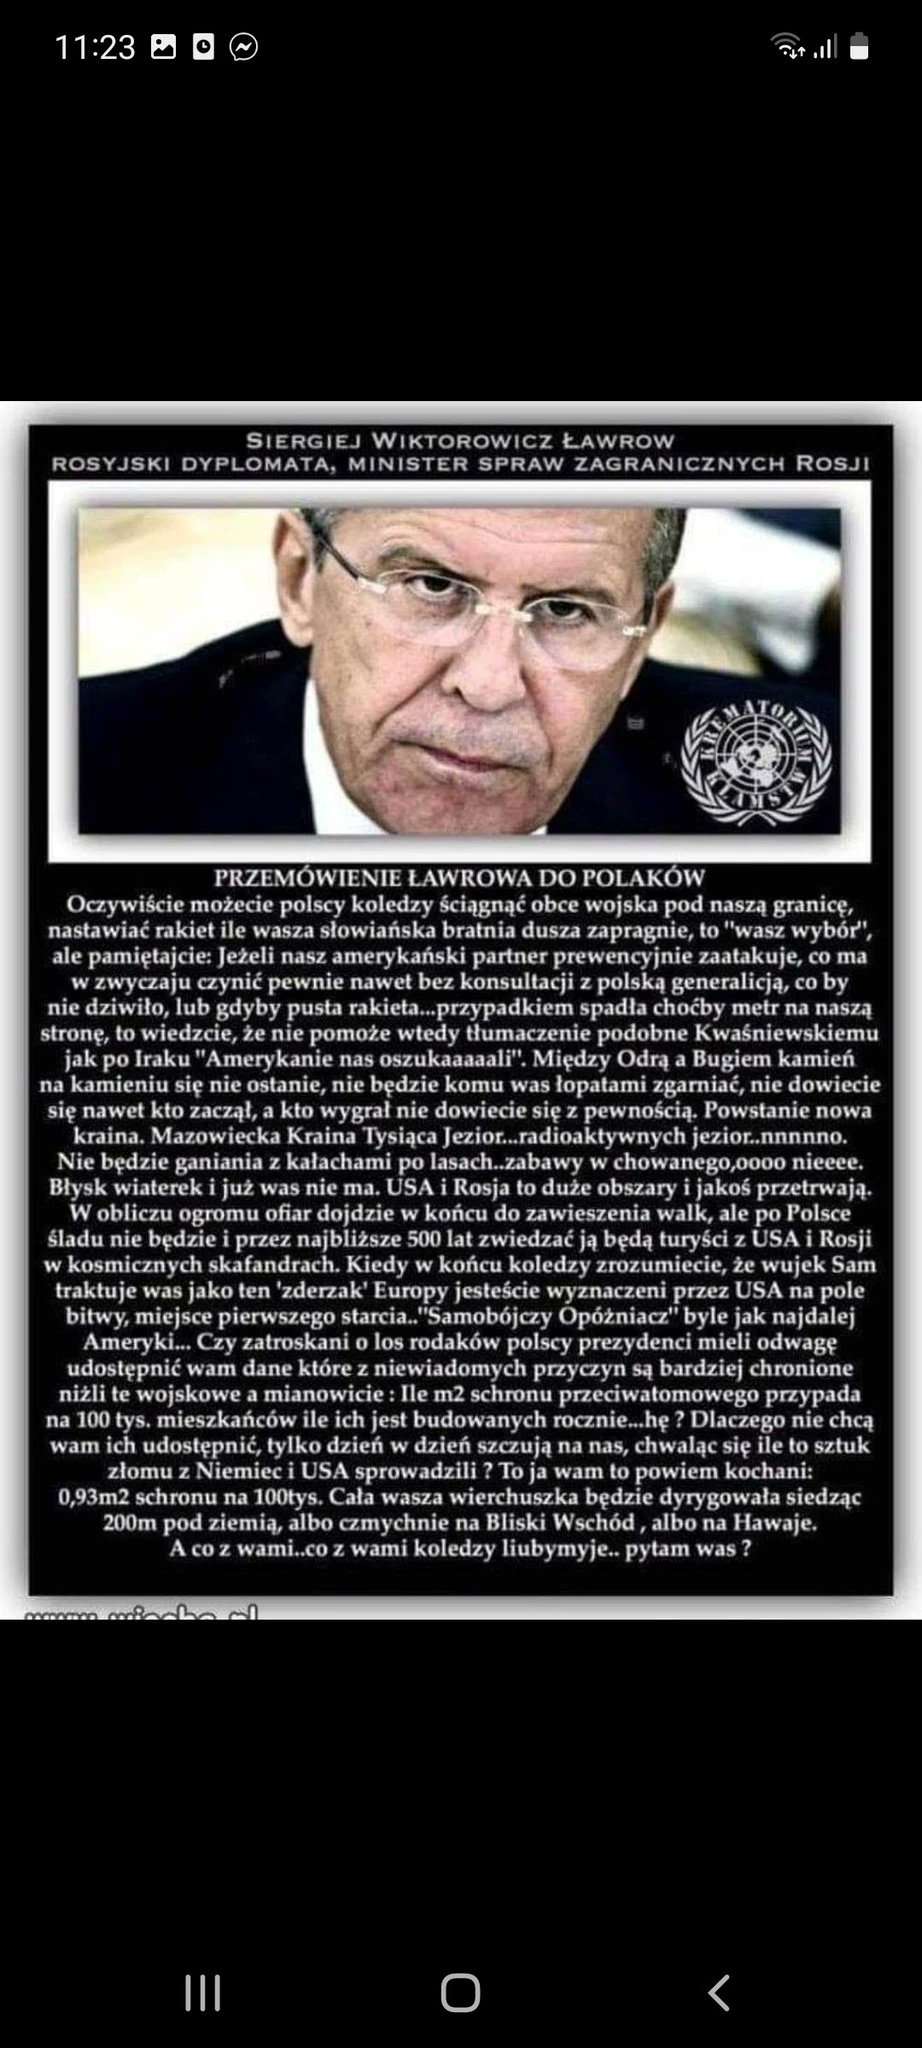 11:23
SIERGIEJ WIKTOROWICZ ŁAWROW
ROSYJSKI DYPLOMATA, MINISTER SPRAW ZAGRANICZNYCH ROSJI
KREMATORIUM
KŁAMSTW
PRZEMÓWIENIE ŁAWROWA DO POLAKÓW
Oczywiście możecie polscy koledzy ściągnąć obce wojska pod naszą granicę,
nastawiać rakiet ile wasza słowiańska bratnia dusza zapragnie, to "wasz wybór",
ale pamiętajcie: Jeżeli nasz amerykański partner prewencyjnie zaatakuje, co ma
w zwyczaju czynić pewnie nawet bez konsultacji z polską generalicją, co by
nie dziwiło, lub gdyby pusta rakieta...przypadkiem spadła choćby metr na naszą
stronę, to wiedzcie, że nie pomoże wtedy tłumaczenie podobne Kwaśniewskiemu
jak po Iraku "Amerykanie nas oszukaaaaali". Między Odrą a Bugiem kamień
na kamieniu się nie ostanie, nie będzie komu was łopatami zgarniać, nie dowiecie
się nawet kto zaczął, a kto wygrał nie dowiecie się z pewnością. Powstanie nowa
kraina. Mazowiecka Kraina Tysiąca Jezior...radioaktywnych jezior..nnnnno.
Nie będzie ganiania z kałachami po lasach..zabawy w chowanego,oooo nieeee.
Błysk wiaterek i już was nie ma. USA i Rosja to duże obszary i jakoś przetrwają.
W obliczu ogromu ofiar dojdzie w końcu do zawieszenia walk, ale po Polsce
śladu nie będzie i przez najbliższe 500 lat zwiedzać ją będą turyści z USA i Rosji
w kosmicznych skafandrach. Kiedy w końcu koledzy zrozumiecie, że wujek Sam
traktuje was jako ten 'zderzak' Europy jesteście wyznaczeni przez USA na pole
bitwy, miejsce pierwszego starcia.."Samobójczy Opóźniacz" byle jak najdalej
Ameryki... Czy zatroskani o los rodaków polscy prezydenci mieli odwagę
udostępnić wam dane które z niewiadomych przyczyn są bardziej chronione
niżli te wojskowe a mianowicie : Ile m2 schronu przeciwatomowego przypada
na 100 tys. mieszkańców ile ich jest budowanych rocznie...hę ? Dlaczego nie chcą
wam ich udostępnić, tylko dzień w dzień szczują na nas, chwaląc się ile to sztuk
złomu z Niemiec i USA sprowadzili ? To ja wam to powiem kochani:
0,93m2 schronu na 100tys. Cała wasza wierchuszka będzie dyrygowała siedząc
200m pod ziemią, albo czmychnie na Bliski Wschód , albo na Hawaje.
A co z wami..co z wami koledzy liubymyje.. pytam was ?